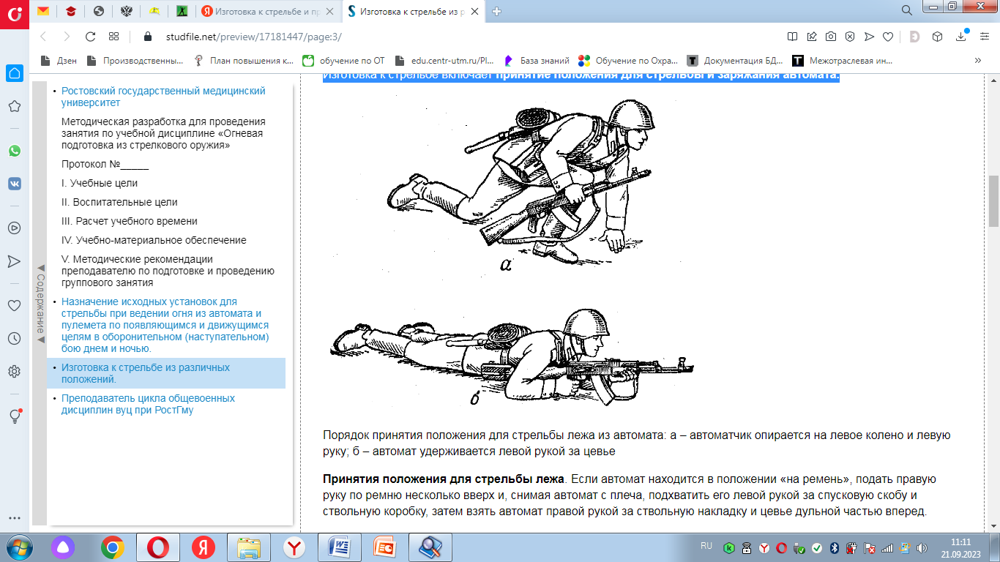 Изготовка к стрельбе и пр
Изготовка к стрельбе из р
studfile.net/preview/17181447/page:3/
Дзен
Производственны...
План повышения к...
обучение по ОТ
edu.centr-utm.ru/Pl...
База знаний
Обучение по Охра...
Документация БД...
Межотраслевая ин...
Содержание
Ростовский государственный медицинский
университет
Методическая разработка для проведения
занятия по учебной дисциплине «Огневая
подготовка из стрелкового оружия»
Протокол №_____
I. Учебные цели
II. Воспитательные цели
III. Расчет учебного времени
IV. Учебно-материальное обеспечение
V. Методические рекомендации
преподавателю по подготовке и проведению
группового занятия
Назначение исходных установок для
стрельбы при ведении огня из автомата и
пулемета по появляющимся и движущимся
целям в оборонительном (наступательном)
бою днем и ночью.
Изготовка к стрельбе из различных
положений.
Преподаватель цикла общевоенных
дисциплин вуц при РостГму
Изготовка к стрельбе включает принятие положения для стрельбы и заряжания автомата.
а
б
Порядок принятия положения для стрельбы лежа из автомата: а – автоматчик опирается на левое колено и левую
руку; б – автомат удерживается левой рукой за цевье
Принятия положения для стрельбы лежа. Если автомат находится в положении «на ремень», подать правую
руку по ремню несколько вверх и, снимая автомат с плеча, подхватить его левой рукой за спусковую скобу и
ствольную коробку, затем взять автомат правой рукой за ствольную накладку и цевье дульной частью вперед.
RU
11:11
21.09.2023